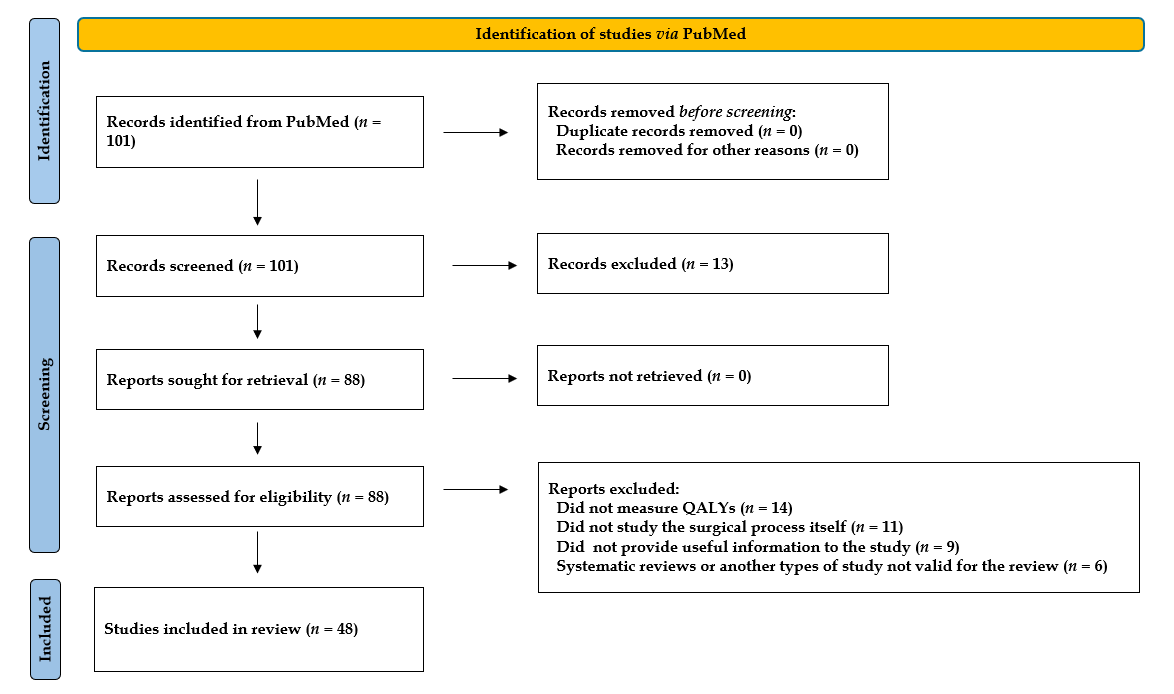 Identification of studies via PubMed
Identification
Records identified from PubMed (n =
101)
Records removed before screening:
Duplicate records removed (n = 0)
Records removed for other reasons (n = 0)
Screening
Records screened (n = 101)
Records excluded (n = 13)
Reports sought for retrieval (n = 88)
Reports not retrieved (n = 0)
Reports assessed for eligibility (n = 88)
Reports excluded:
Did not measure QALYs (n = 14)
Did not study the surgical process itself (n = 11)
Did  not provide useful information to the study (n = 9)
Systematic reviews or another types of study not valid for the review (n = 6)
Included
Studies included in review (n = 48)